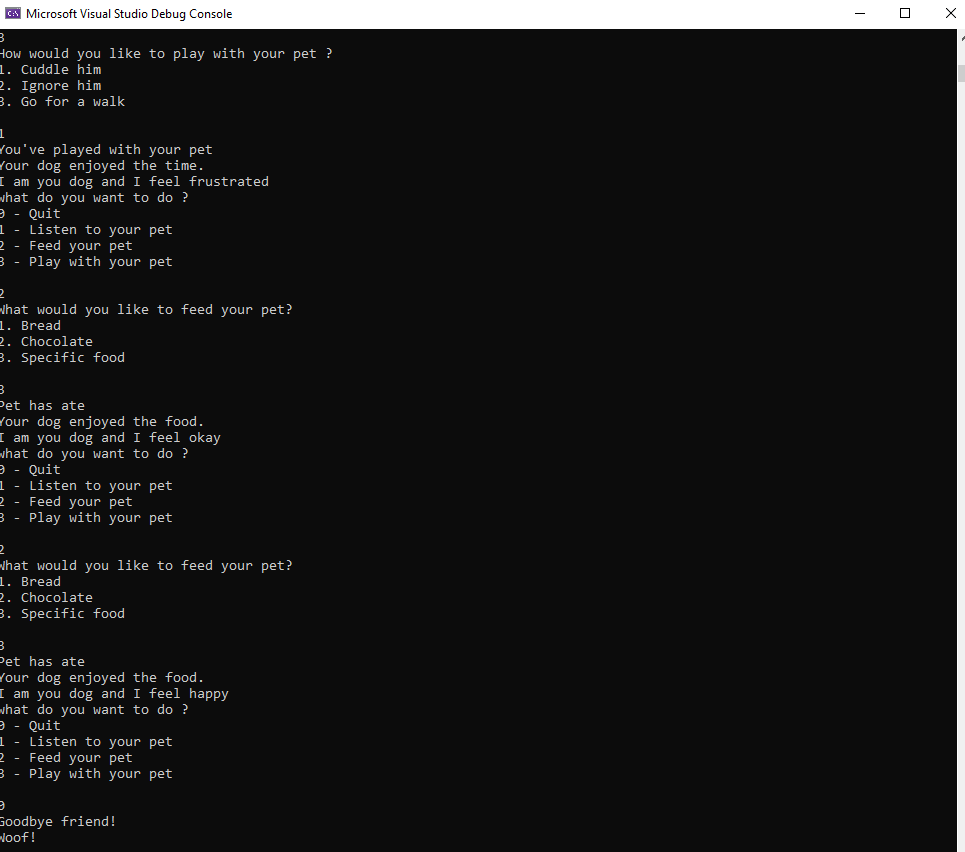 Microsoft Visual Studio Debug Console
3
How would you like to play with your pet ?
1. Cuddle him
2. Ignore him
3. Go for a walk
1
You've played with your pet
Your dog enjoyed the time.
I am you dog and I feel frustrated
what do you want to do ?
0 - Quit
1 - Listen to your pet
2 - Feed your pet
3 - Play with your pet
2
What would you like to feed your pet?
1. Bread
2. Chocolate
3. Specific food
3
Pet has ate
Your dog enjoyed the food.
I am you dog and I feel okay
what do you want to do ?
0 - Quit
1 - Listen to your pet
2 - Feed your pet
3 - Play with your pet
2
What would you like to feed your pet?
1. Bread
2. Chocolate
3. Specific food
3
Pet has ate
Your dog enjoyed the food.
I am you dog and I feel happy
what do you want to do ?
0 - Quit
1 - Listen to your pet
2 - Feed your pet
3 - Play with your pet
0
Goodbye friend!
Woof!